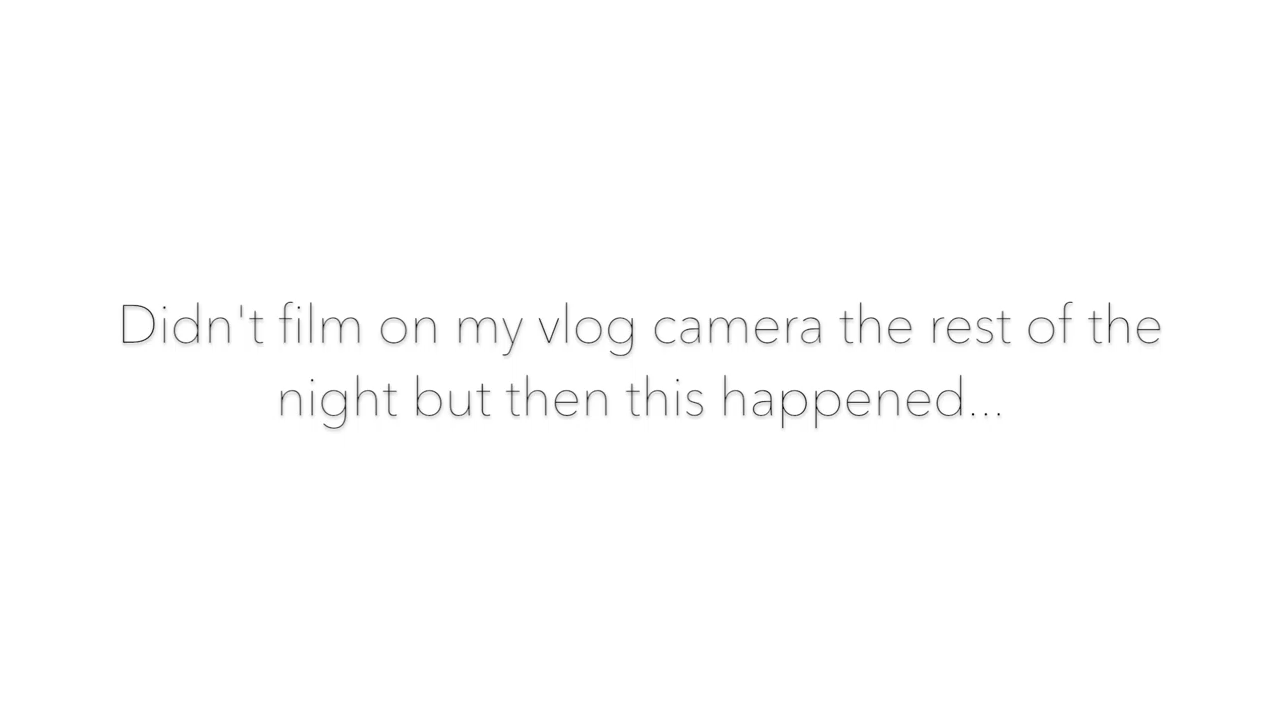 Didn't film on my vlog camera the rest of the
night but then this happened...